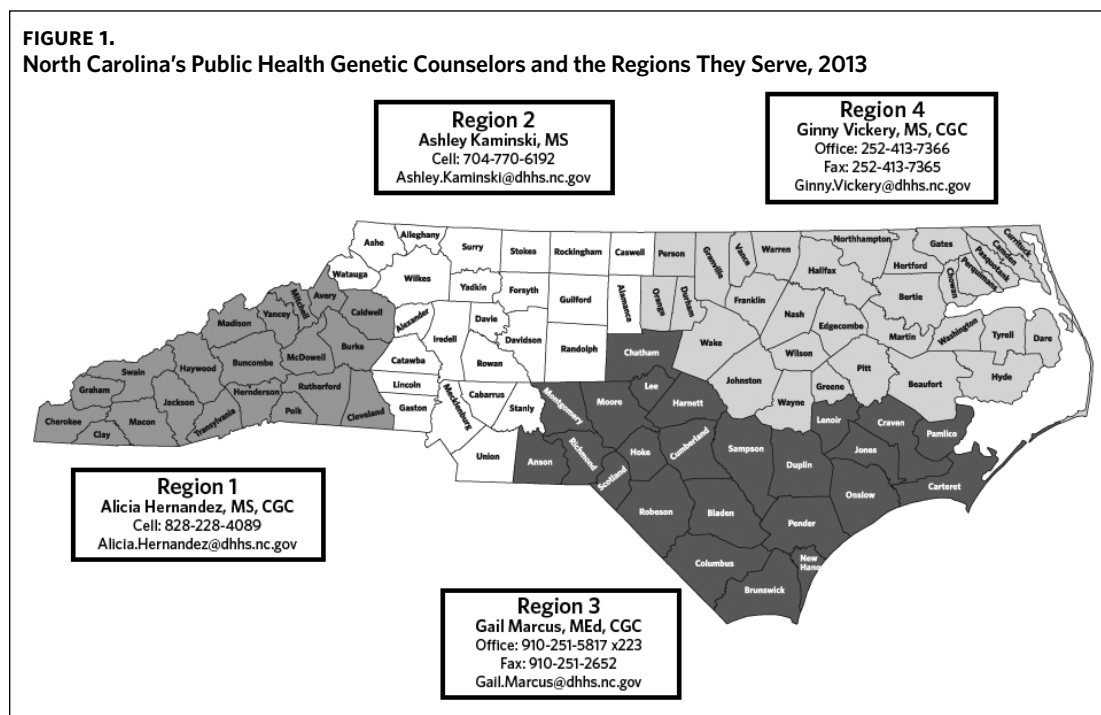 FIGURE 1.
North Carolina's Public Health Genetic Counselors and the Regions They Serve, 2013
Region 2
Ashley Kaminski, MS
Cell: 704-770-6192
Ashley.Kaminski@dhhs.nc.gov
Region 4
Ginny Vickery, MS, CGC
Office: 252-413-7366
Fax: 252-413-7365
Ginny.Vickery@dhhs.nc.gov
Ashe
Alleghany
Surry
Stokes
Rockingham
Caswell
Person
Granville
Vance
Warren
Northhampton
Gates
Currituck
Camden
Pasquotank
Perquimans
Chowan
Hertford
Halifax
Bertie
Watauga
Wilkes
Yadkin
Forsyth
Guilford
Alamance
Orange
Durham
Franklin
Nash
Edgecombe
Martin
Washington
Tyrell
Dare
Mitchell
Avery
Caldwell
Yancey
Madison
Alexander
Iredell
Davie
Davidson
Randolph
Chatham
Wake
Wilson
Pitt
Beaufort
Hyde
Swain
Haywood
Buncombe
McDowell
Burke
Catawba
Rowan
Lee
Johnston
Greene
Wayne
Graham
Jackson
Henderson
Rutherford
Lincoln
Mecklenburg
Cabarrus
Stanly
Montgomery
Moore
Harnett
Lenoir
Craven
Pamlico
Cherokee
Clay
Macon
Transylvania
Polk
Cleveland
Gaston
Union
Anson
Richmond
Scotland
Hoke
Cumberland
Sampson
Duplin
Jones
Onslow
Carteret
Robeson
Bladen
Pender
Columbus
New
Hano
Brunswick
Region 1
Alicia Hernandez, MS, CGC
Cell: 828-228-4089
Alicia.Hernandez@dhhs.nc.gov
Region 3
Gail Marcus, MEd, CGC
Office: 910-251-5817 x223
Fax: 910-251-2652
Gail.Marcus@dhhs.nc.gov